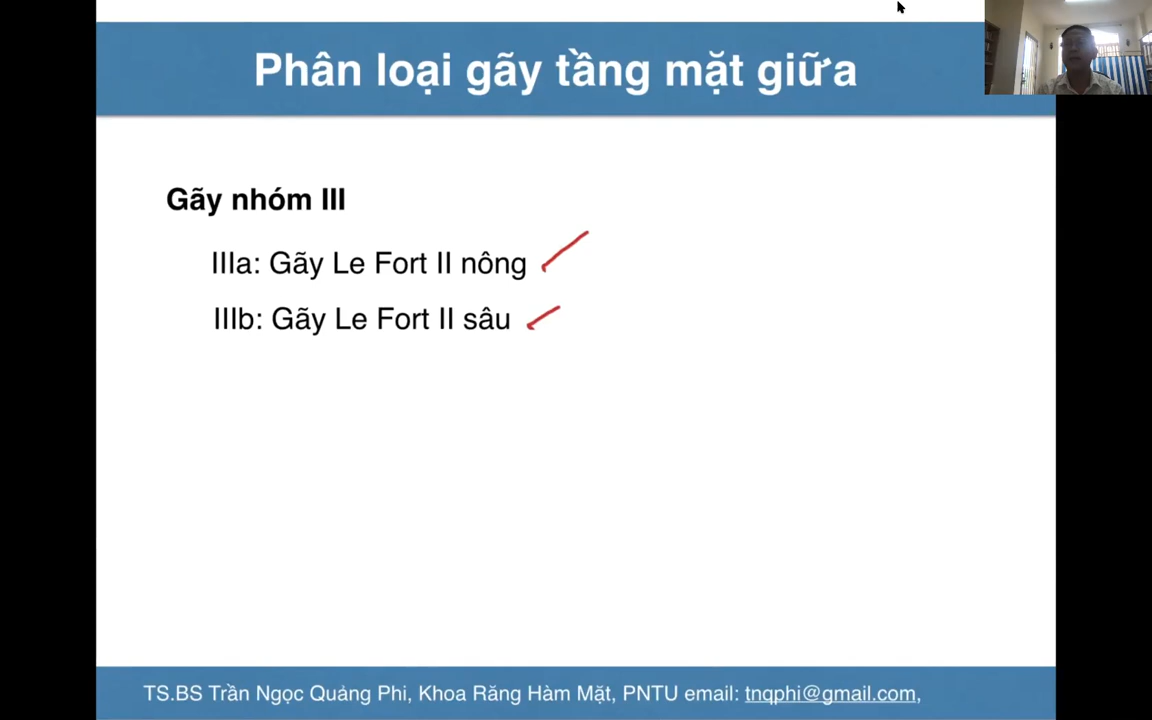 Phân loại gãy tầng mặt giữa
Gãy nhóm III
IIIa: Gãy Le Fort II nông
IIIb: Gãy Le Fort II sâu
TS.BS Trần Ngọc Quảng Phi, Khoa Răng Hàm Mặt, PNTU email: tnqphi@gmail.com,